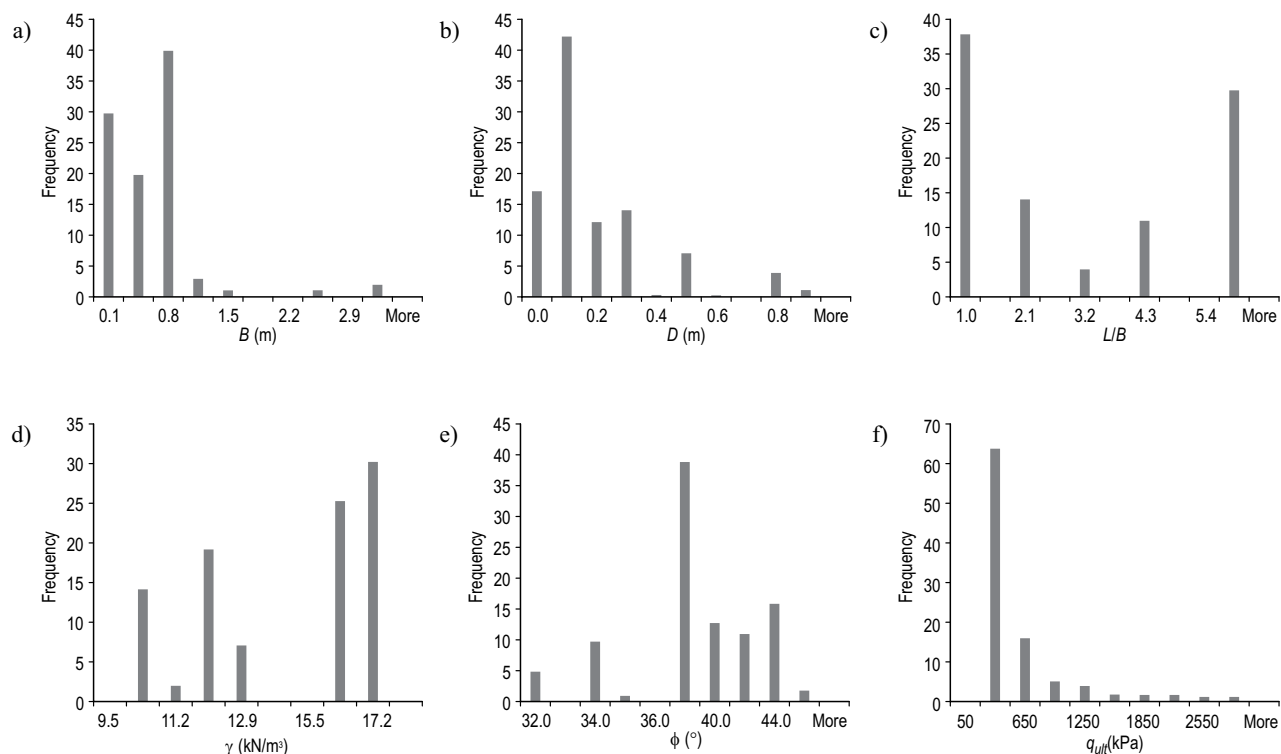 a)
Frequency
45
40
35
30
25
20
15
10
5
0
0.1 0.8 1.5 2.2 2.9 More
B (m)
b)
Frequency
45
40
35
30
25
20
15
10
5
0
0.0 0.2 0.4 0.6 0.8 More
D (m)
c)
Frequency
40
35
30
25
20
15
10
5
0
1.0 2.1 3.2 4.3 5.4 More
L/B
d)
Frequency
35
30
25
20
15
10
5
0
9.5 11.2 12.9 15.5 17.2
γ (kN/m³)
e)
Frequency
45
40
35
30
25
20
15
10
5
0
32.0 34.0 36.0 40.0 44.0 More
ϕ (°)
f)
Frequency
70
60
50
40
30
20
10
0
50 650 1250 1850 2550 More
qult(kPa)